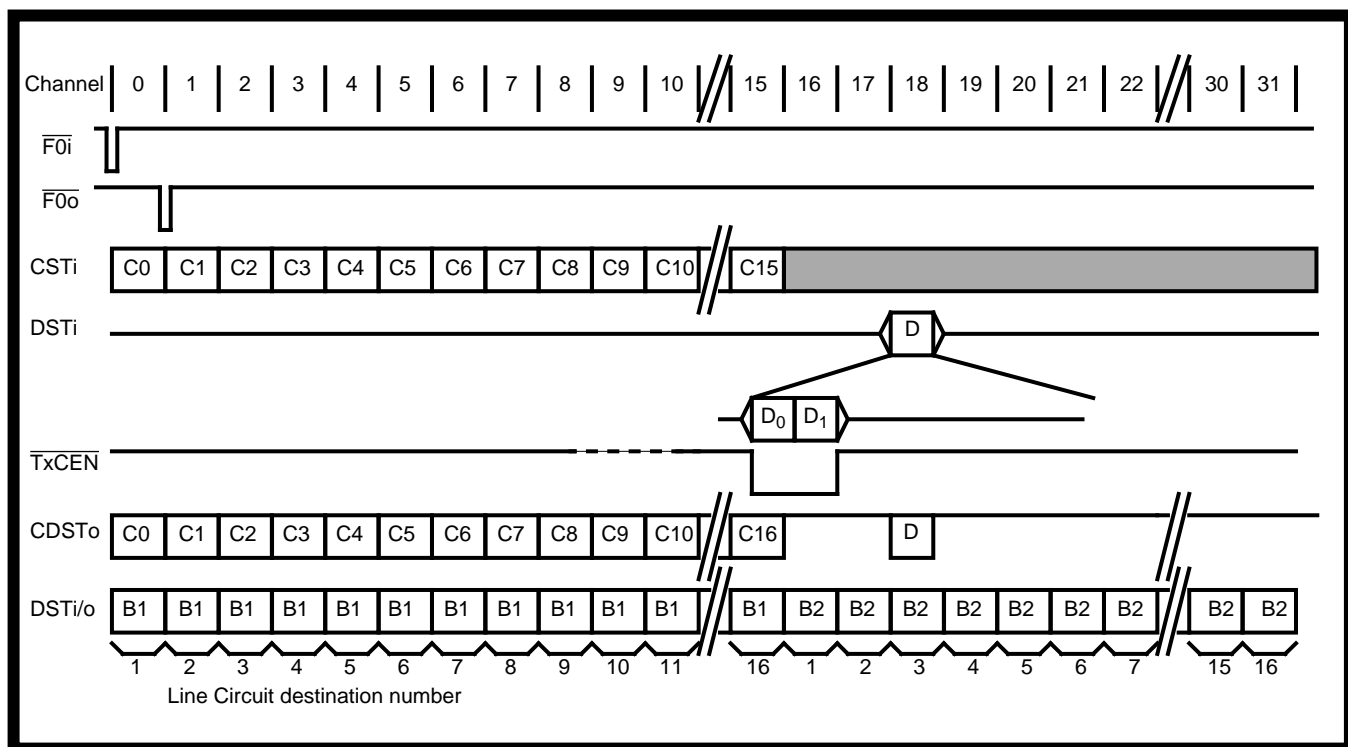 Channel 0 1 2 3 4 5 6 7 8 9 10 15 16 17 18 19 20 21 22 30 31
F0i
F0o
CSTi C0 C1 C2 C3 C4 C5 C6 C7 C8 C9 C10 C15
DSTi D
D0 D1
TxCEN
CDSTo C0 C1 C2 C3 C4 C5 C6 C7 C8 C9 C10 C16 D
DSTi/o B1 B1 B1 B1 B1 B1 B1 B1 B1 B1 B1 B1 B2 B2 B2 B2 B2 B2 B2 B2 B2
1 2 3 4 5 6 7 8 9 10 11 16 1 2 3 4 5 6 7 15 16
Line Circuit destination number